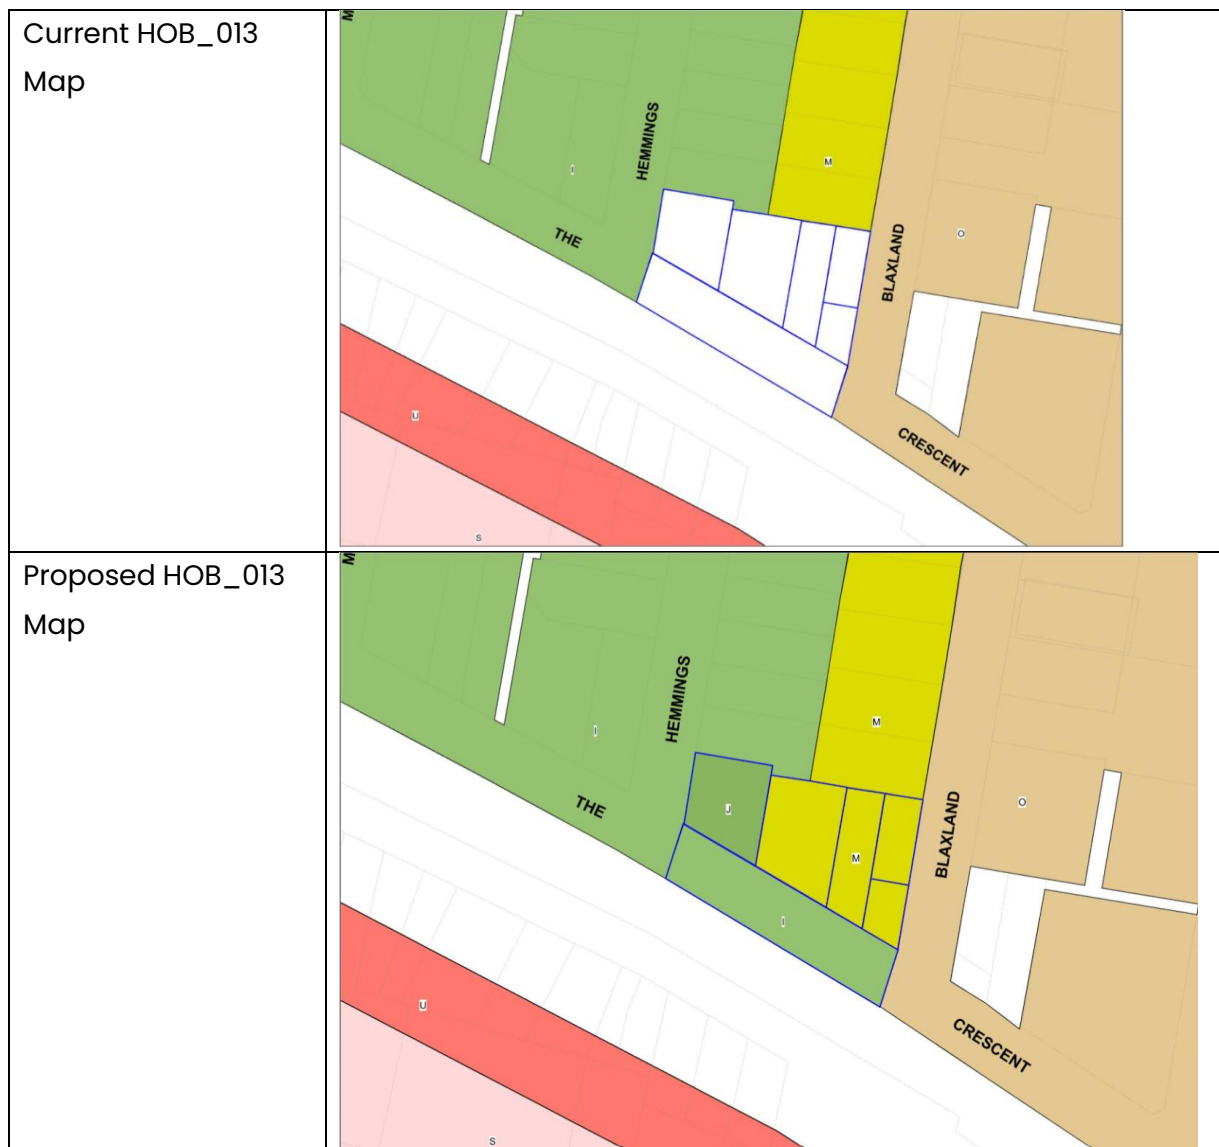 Current HOB_013
Map
M
HEMMINGS
I
M
THE
BLAXLAND
O
U
CRESCENT
S
Proposed HOB_013
Map
M
HEMMINGS
I
M
THE
J
BLAXLAND
O
M
I
U
CRESCENT
S